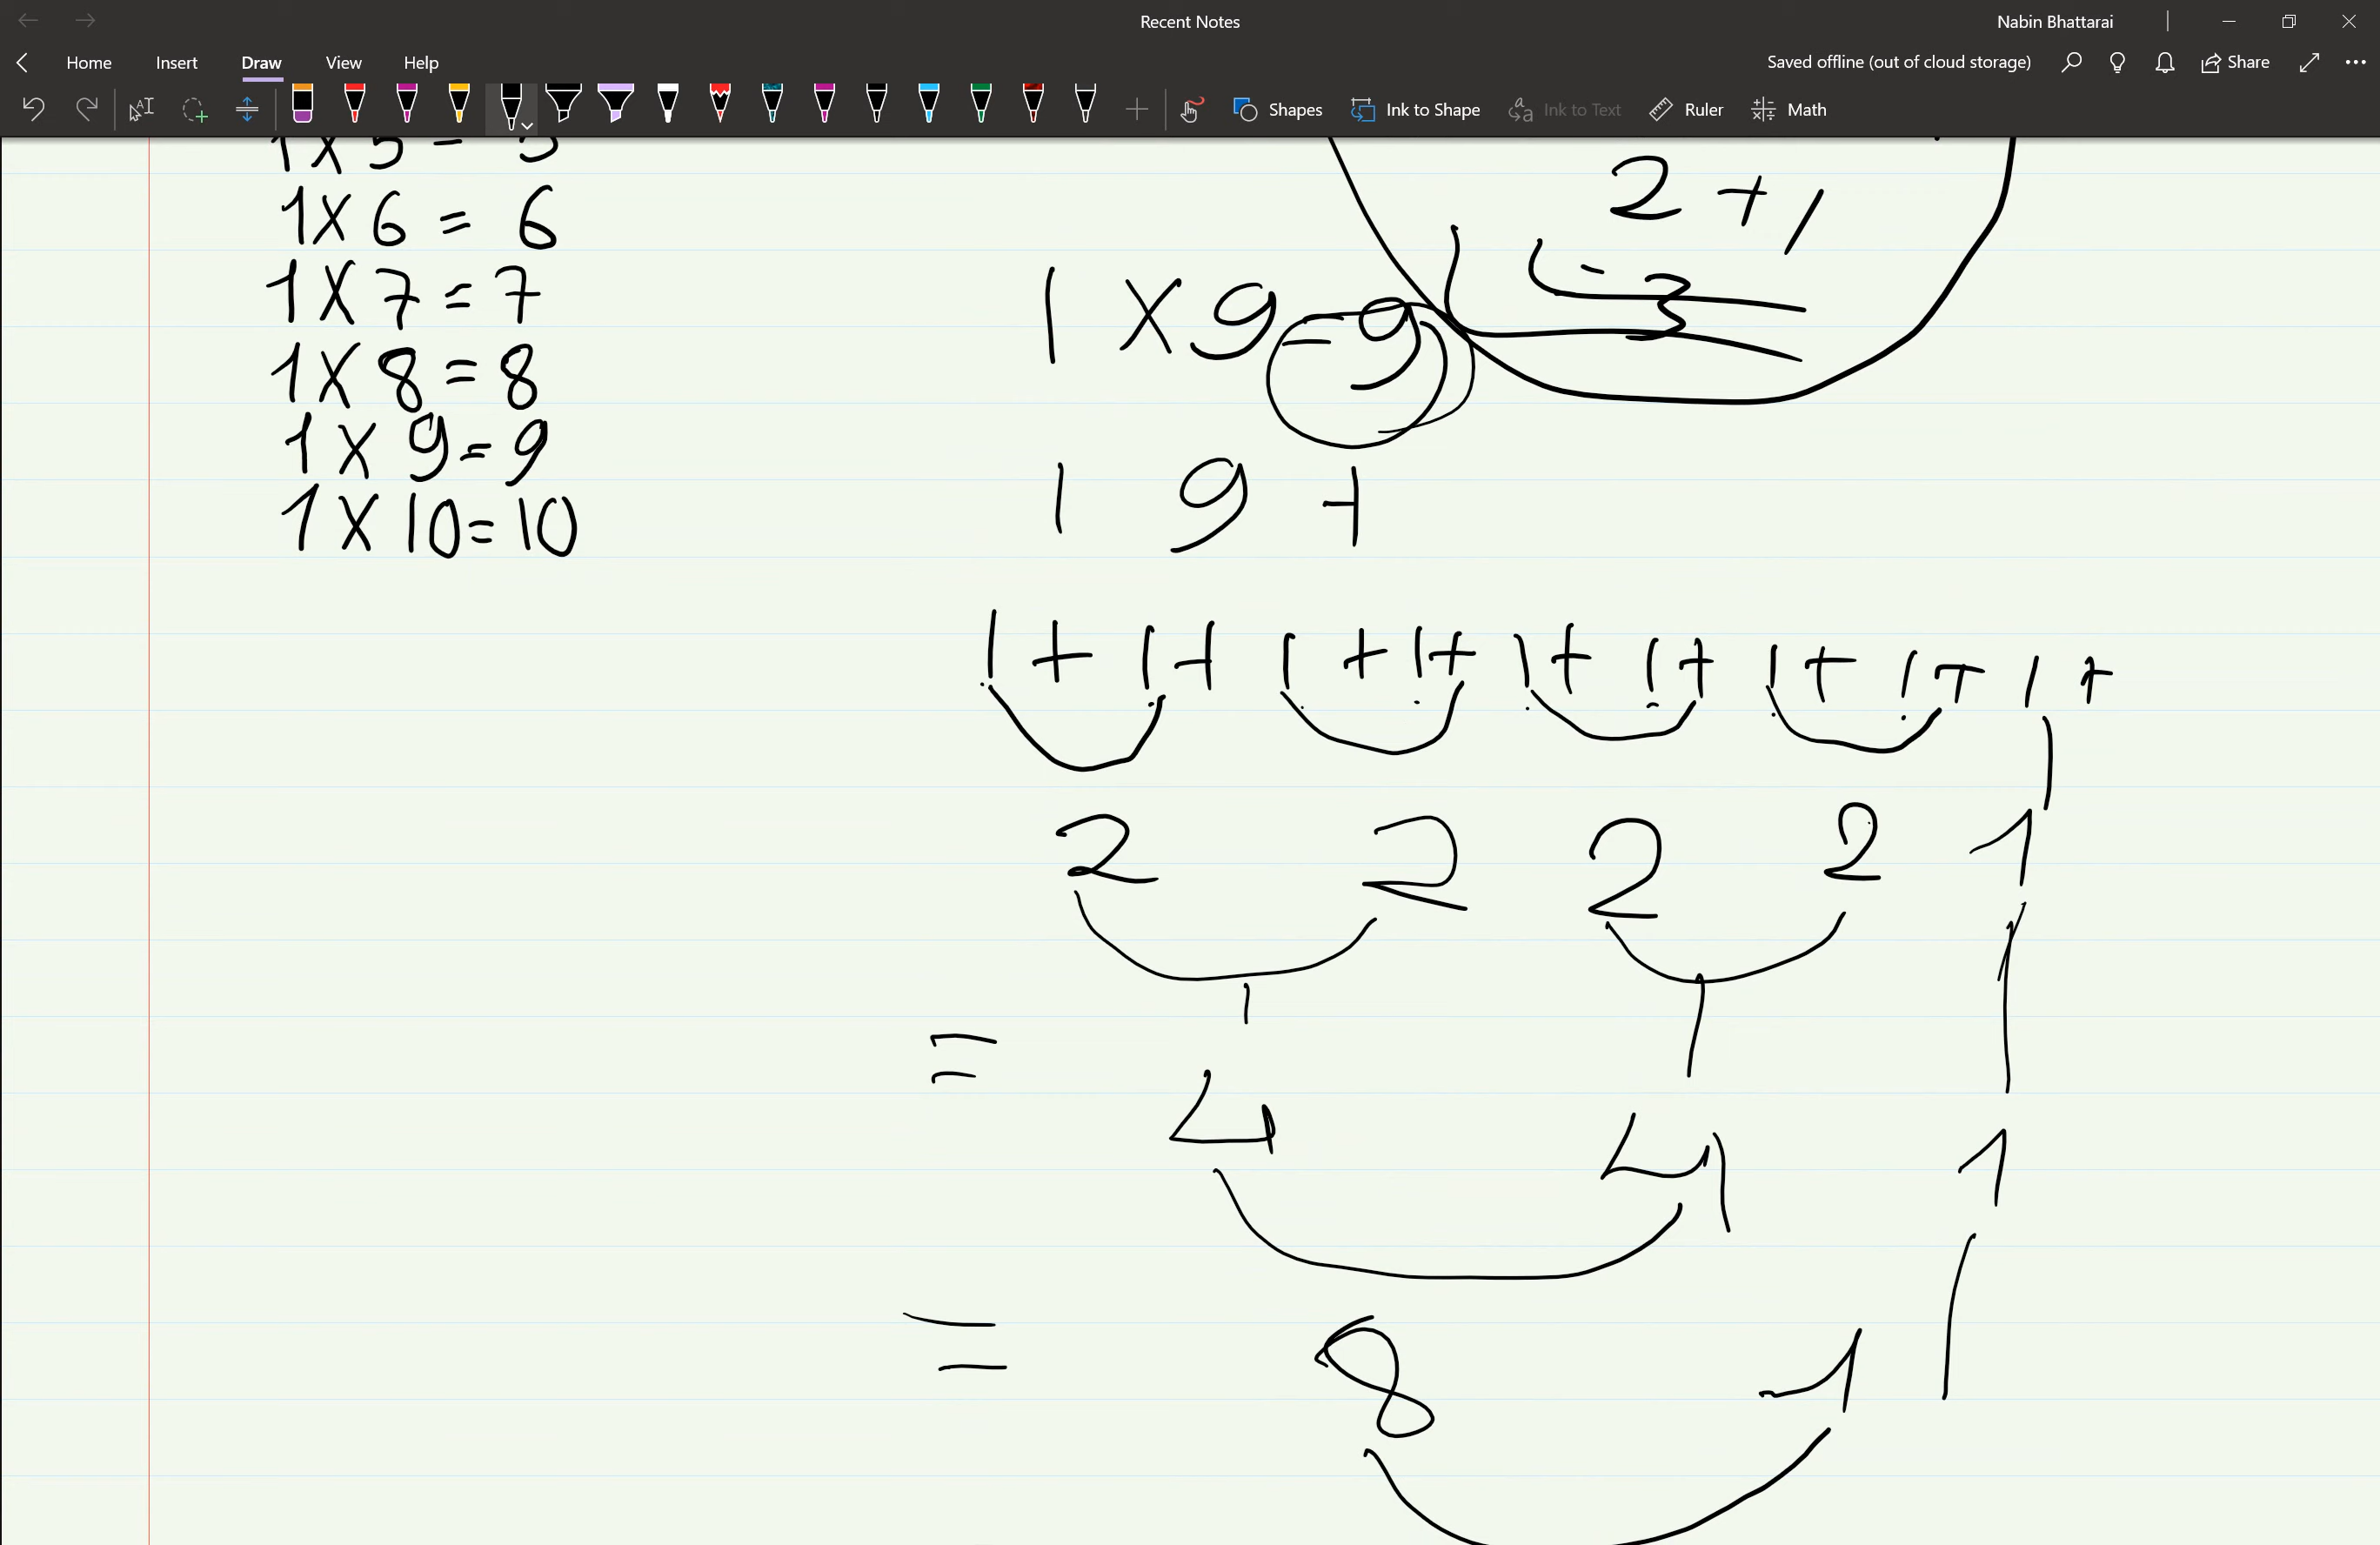 Recent Notes
Nabin Bhattarai
Home Insert Draw View Help
Saved offline (out of cloud storage)
Share
Shapes Ink to Shape Ink to Text Ruler Math
1 X 5 = 5
1 X 6 = 6
1 X 7 = 7
1 X 8 = 8
1 X 9 = 9
1 X 10 = 10
2 + 1
= 3
1 X 9 = 9
1 9 +
1 + 1 + 1 + 1 + 1 + 1 + 1 + 1 + 1 +
2 2 2 2 1
=
4 4 1
=
8 1